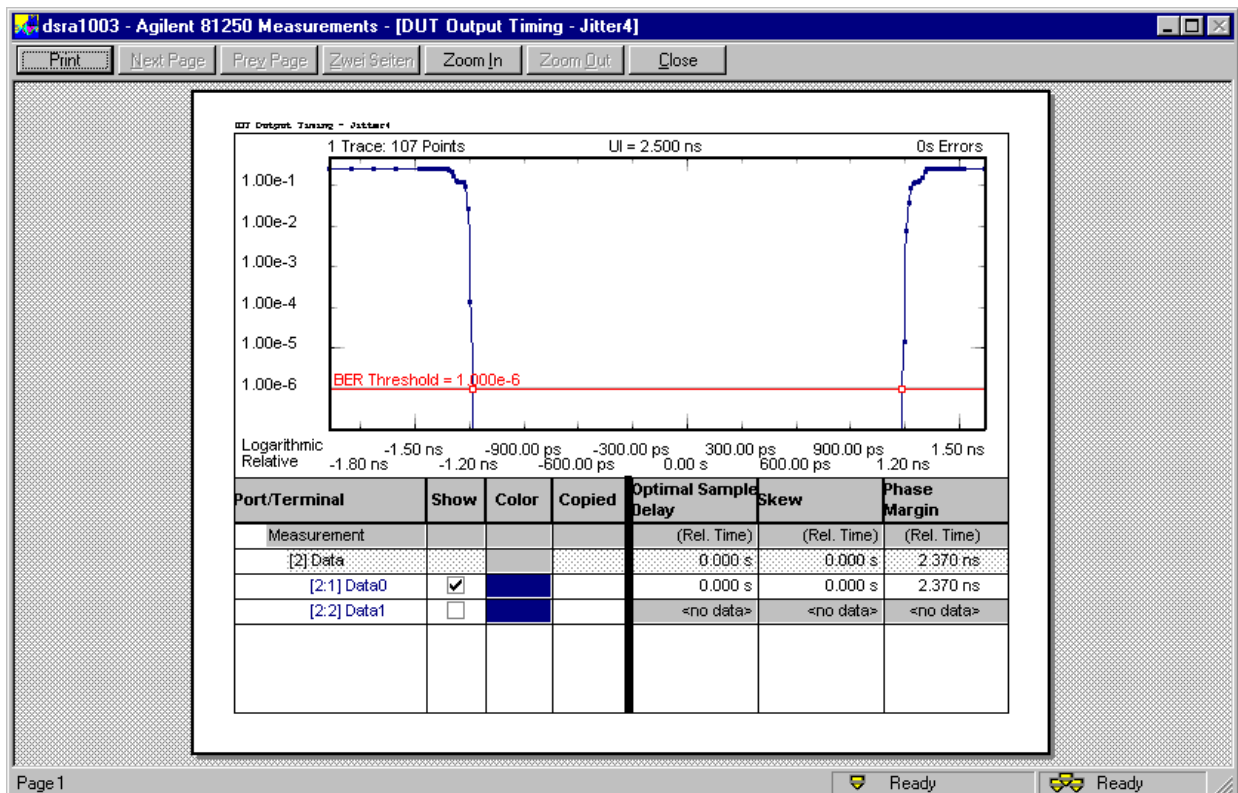 dsra1003 - Agilent 81250 Measurements - [DUT Output Timing - Jitter4]
Print Next Page Prev Page Zwei Seiten Zoom In Zoom Out Close
DUT Output Timing - Jitter4
1 Trace: 107 Points UI = 2.500 ns 0s Errors
1.00e-1
1.00e-2
1.00e-3
1.00e-4
1.00e-5
1.00e-6
BER Threshold = 1.000e-6
Logarithmic -1.50 ns -900.00 ps -300.00 ps 300.00 ps 900.00 ps 1.50 ns
Relative -1.80 ns -1.20 ns -600.00 ps 0.00 s 600.00 ps 1.20 ns
Port/Terminal Show Color Copied Optimal Sample Delay Skew Phase Margin
Measurement (Rel. Time) (Rel. Time) (Rel. Time)
[2] Data 0.000 s 0.000 s 2.370 ns
[2:1] Data0 0.000 s 0.000 s 2.370 ns
[2:2] Data1 <no data> <no data> <no data>
Page 1 Ready Ready